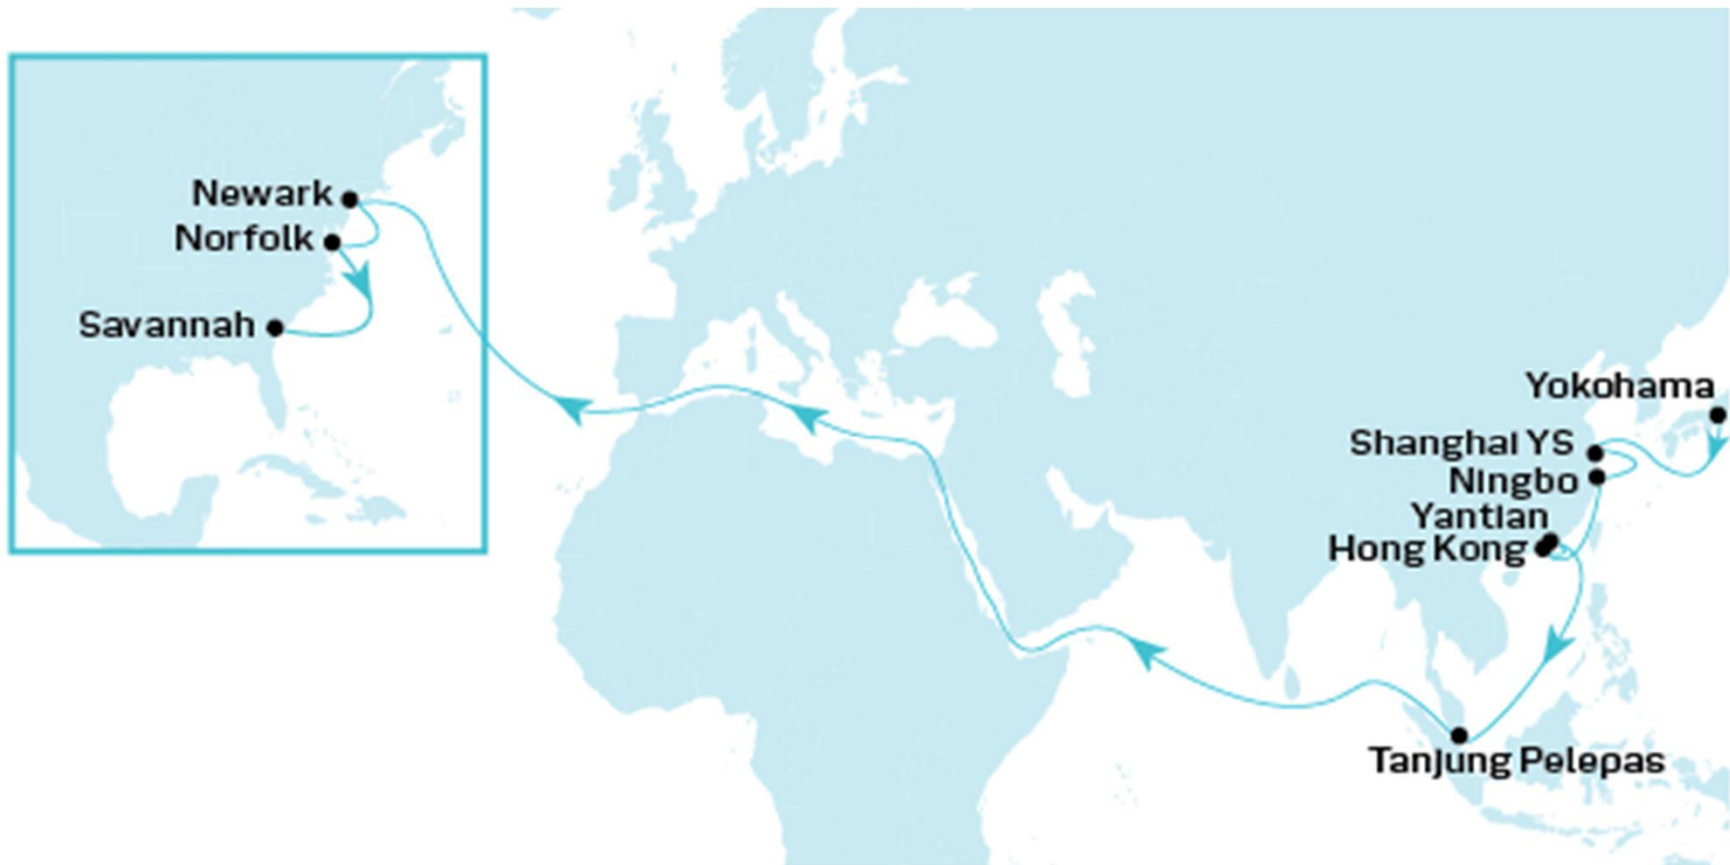 Newark
Norfolk
Savannah
Yokohama
Shanghai YS
Ningbo
Yantian
Hong Kong
Tanjung Pelepas